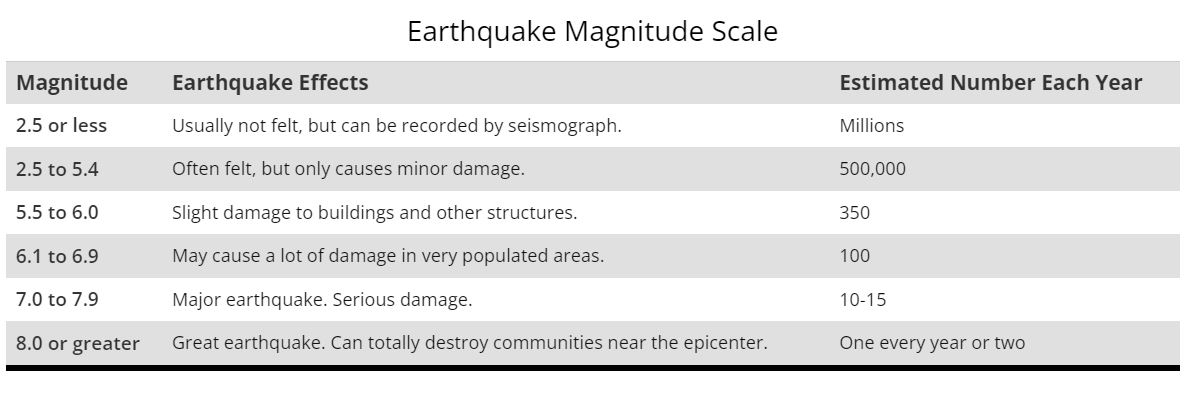 Earthquake Magnitude Scale
Magnitude Earthquake Effects Estimated Number Each Year
2.5 or less Usually not felt, but can be recorded by seismograph. Millions
2.5 to 5.4 Often felt, but only causes minor damage. 500,000
5.5 to 6.0 Slight damage to buildings and other structures. 350
6.1 to 6.9 May cause a lot of damage in very populated areas. 100
7.0 to 7.9 Major earthquake. Serious damage. 10-15
8.0 or greater Great earthquake. Can totally destroy communities near the epicenter. One every year or two